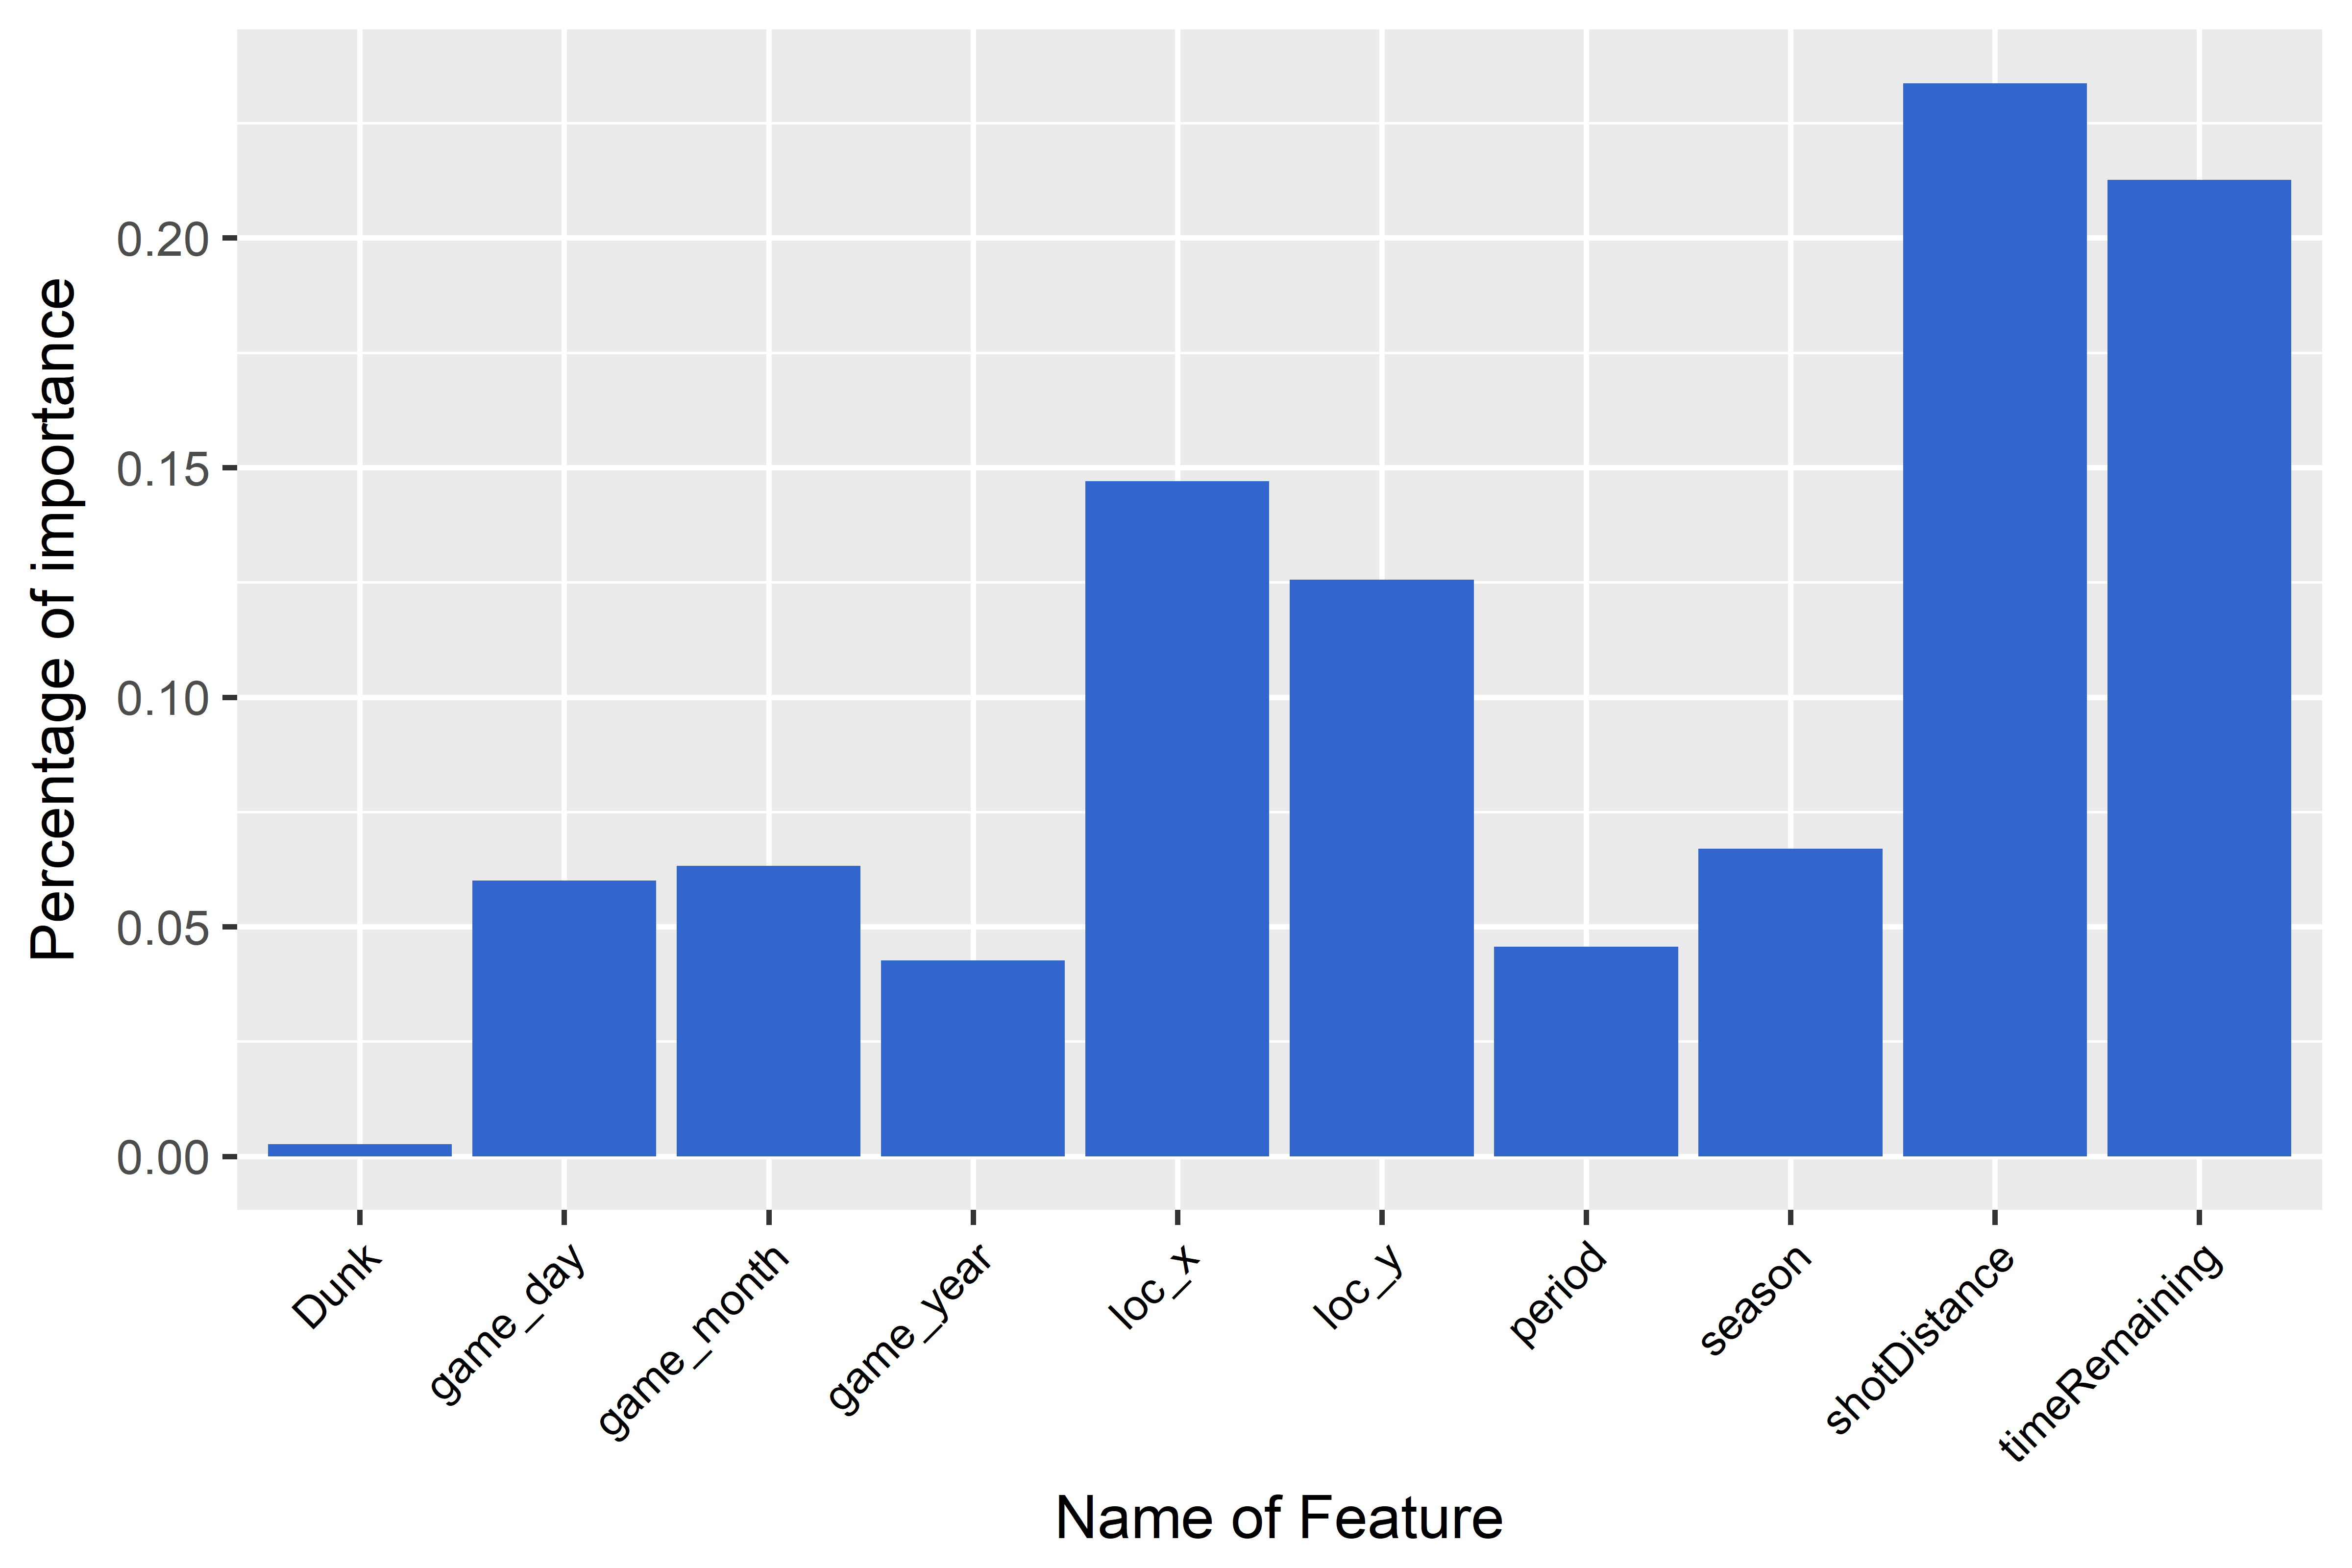 Percentage of importance
0.20
0.15
0.10
0.05
0.00
Dunk
game_day
game_month
game_year
loc_x
loc_y
period
season
shotDistance
timeRemaining
Name of Feature